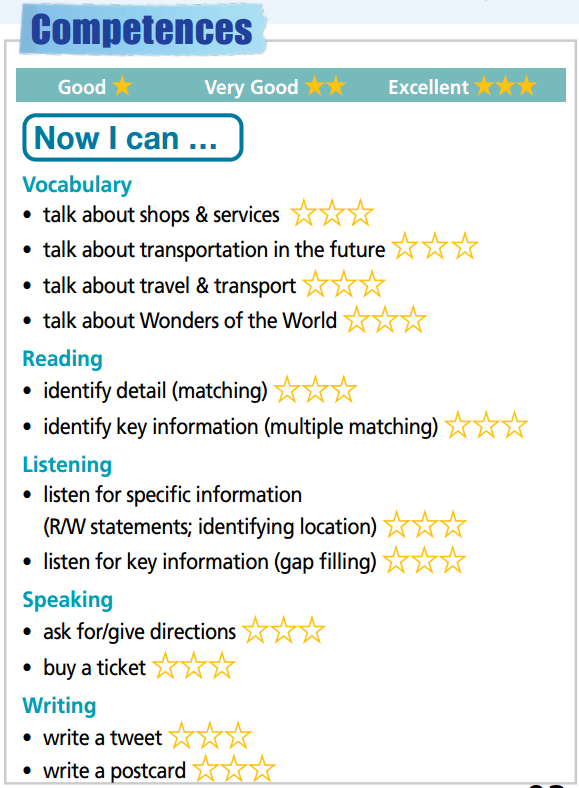 Competences
Good Very Good Excellent
Now I can ...
Vocabulary
• talk about shops & services
• talk about transportation in the future
• talk about travel & transport
• talk about Wonders of the World
Reading
• identify detail (matching)
• identify key information (multiple matching)
Listening
• listen for specific information
(R/W statements; identifying location)
• listen for key information (gap filling)
Speaking
• ask for/give directions
• buy a ticket
Writing
• write a tweet
• write a postcard